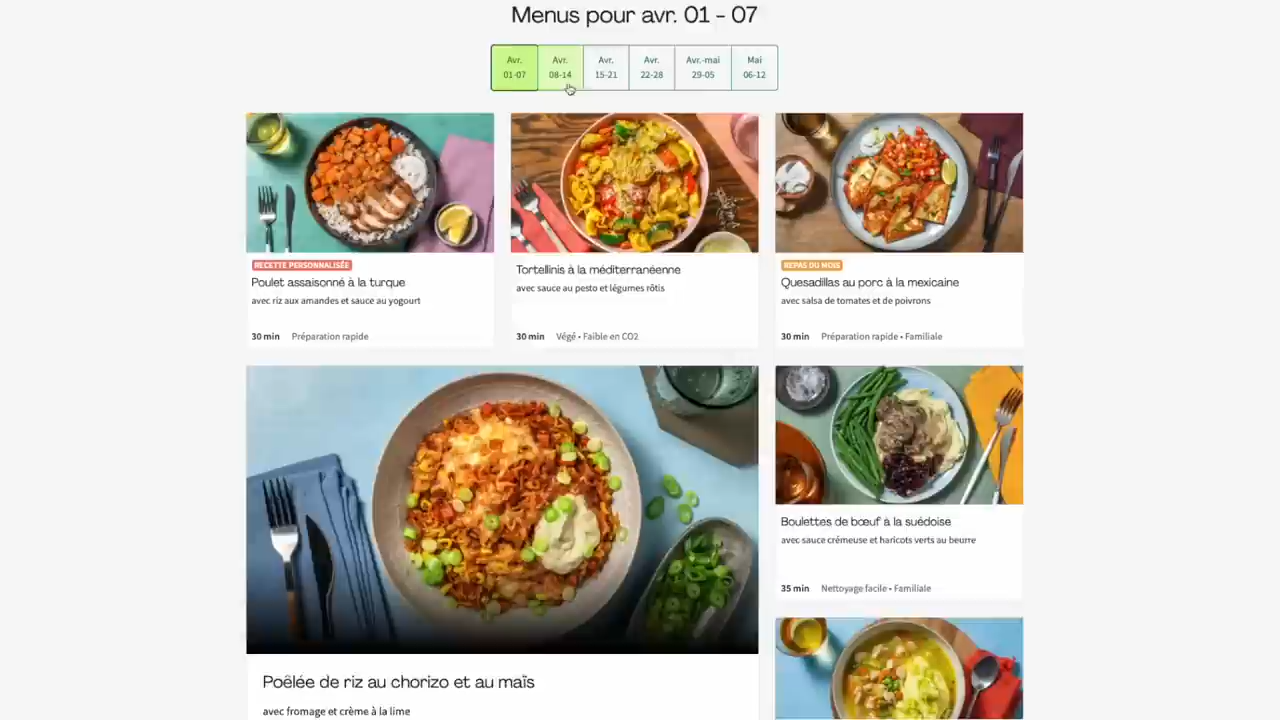 Menus pour avr. 01 - 07
Avr.
01-07
Avr.
08-14
Avr.
15-21
Avr.
22-28
Avr.-mai
29-05
Mai
06-12
RECETTE PERSONNALISÉE
Poulet assaisonné à la turque
avec riz aux amandes et sauce au yogourt
30 min Préparation rapide
Tortellinis à la méditerranéenne
avec sauce au pesto et légumes rôtis
30 min Végé • Faible en CO2
REPAS DU MOIS
Quesadillas au porc à la mexicaine
avec salsa de tomates et de poivrons
30 min Préparation rapide • Familiale
Boulettes de bœuf à la suédoise
avec sauce crémeuse et haricots verts au beurre
35 min Nettoyage facile • Familiale
Poêlée de riz au chorizo et au maïs
avec fromage et crème à la lime